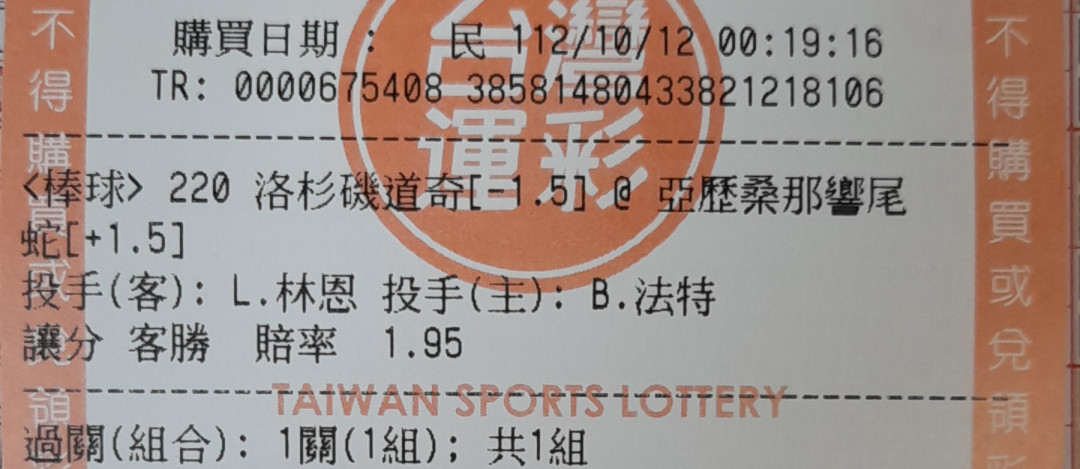 購買日期 : 民 112/10/12 00:19:16
TR: 0000675408 38581480433821218106
<棒球> 220 洛杉磯道奇[-1.5] @ 亞歷桑那響尾
蛇[+1.5]
投手(客): L.林恩 投手(主): B.法特
讓分 客勝 賠率 1.95
TAIWAN SPORTS LOTTERY
過關(組合): 1關(1組); 共1組
台灣
運彩
不得購買或兌領
不得購買或兌領